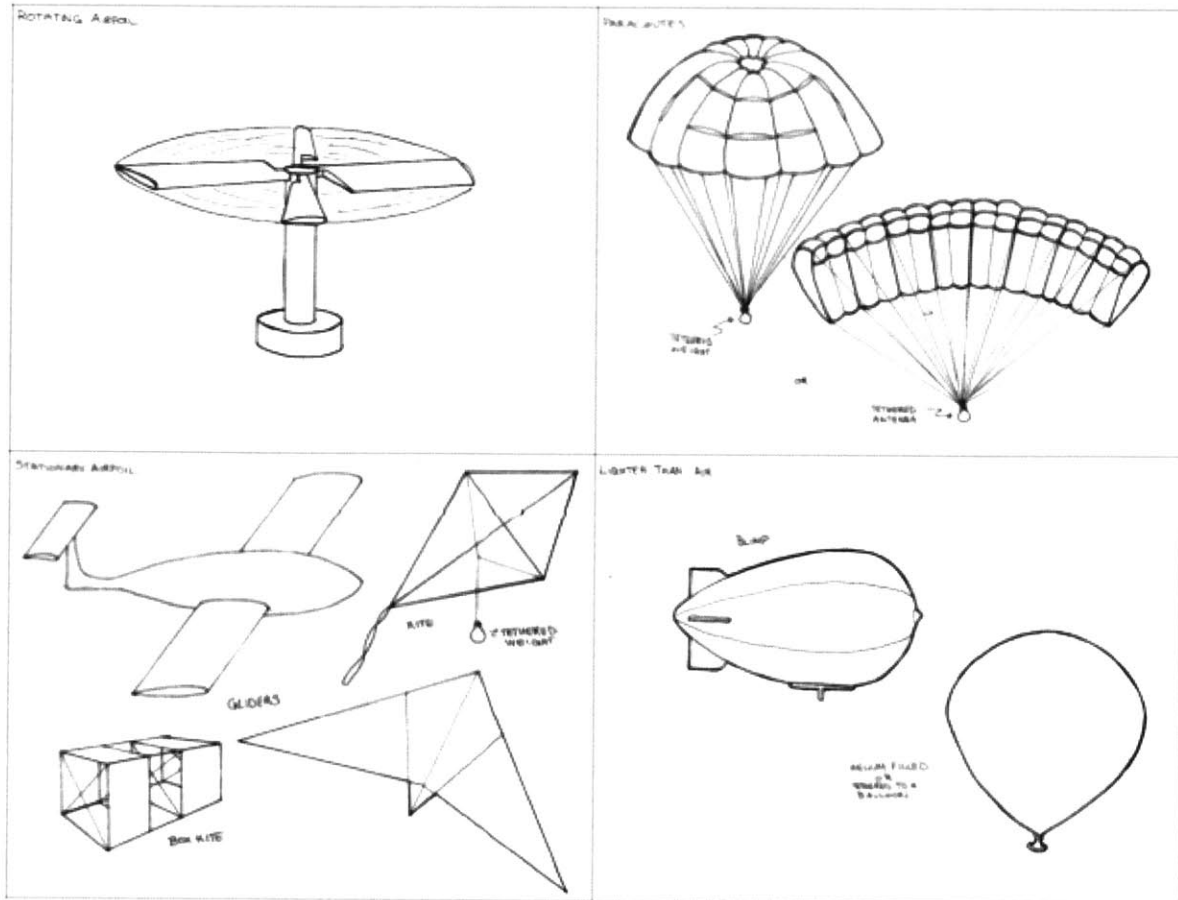 ROTATING AIRFOIL
PARACHUTES
TETHERED
WEIGHT
OR
TETHERED
ANTENNA
STATIONARY AIRFOIL
KITE
TETHERED
WEIGHT
GLIDERS
BOX KITE
LIGHTER THAN AIR
BLIMP
HELIUM FILLED
OR
TETHERED TO A
BALLOON